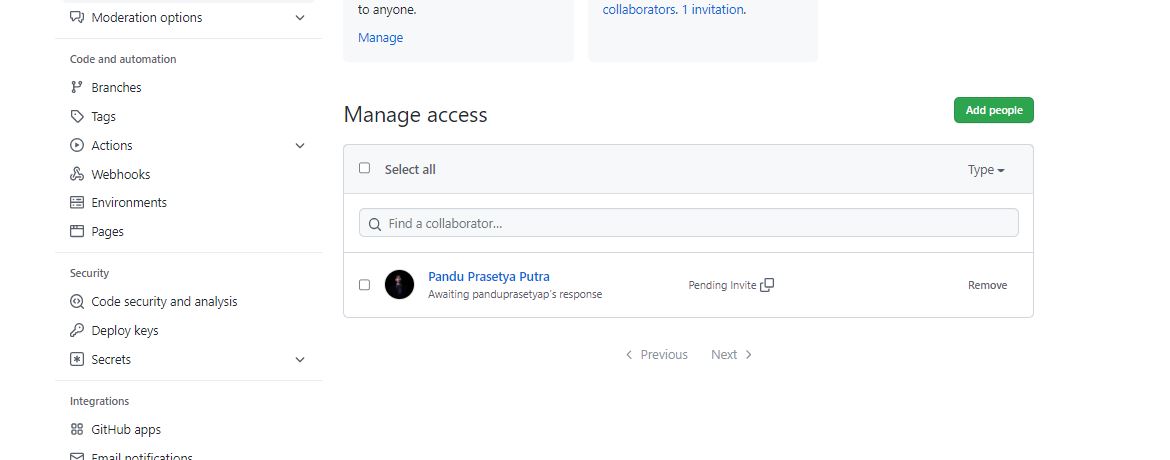 Moderation options
Code and automation
Branches
Tags
Actions
Webhooks
Environments
Pages
Security
Code security and analysis
Deploy keys
Secrets
Integrations
GitHub apps
Email notifications
to anyone.
Manage
collaborators. 1 invitation.
Manage access
Add people
Select all
Type
Find a collaborator...
Pandu Prasetya Putra
Awaiting panduprasetyap's response
Pending Invite
Remove
Previous
Next